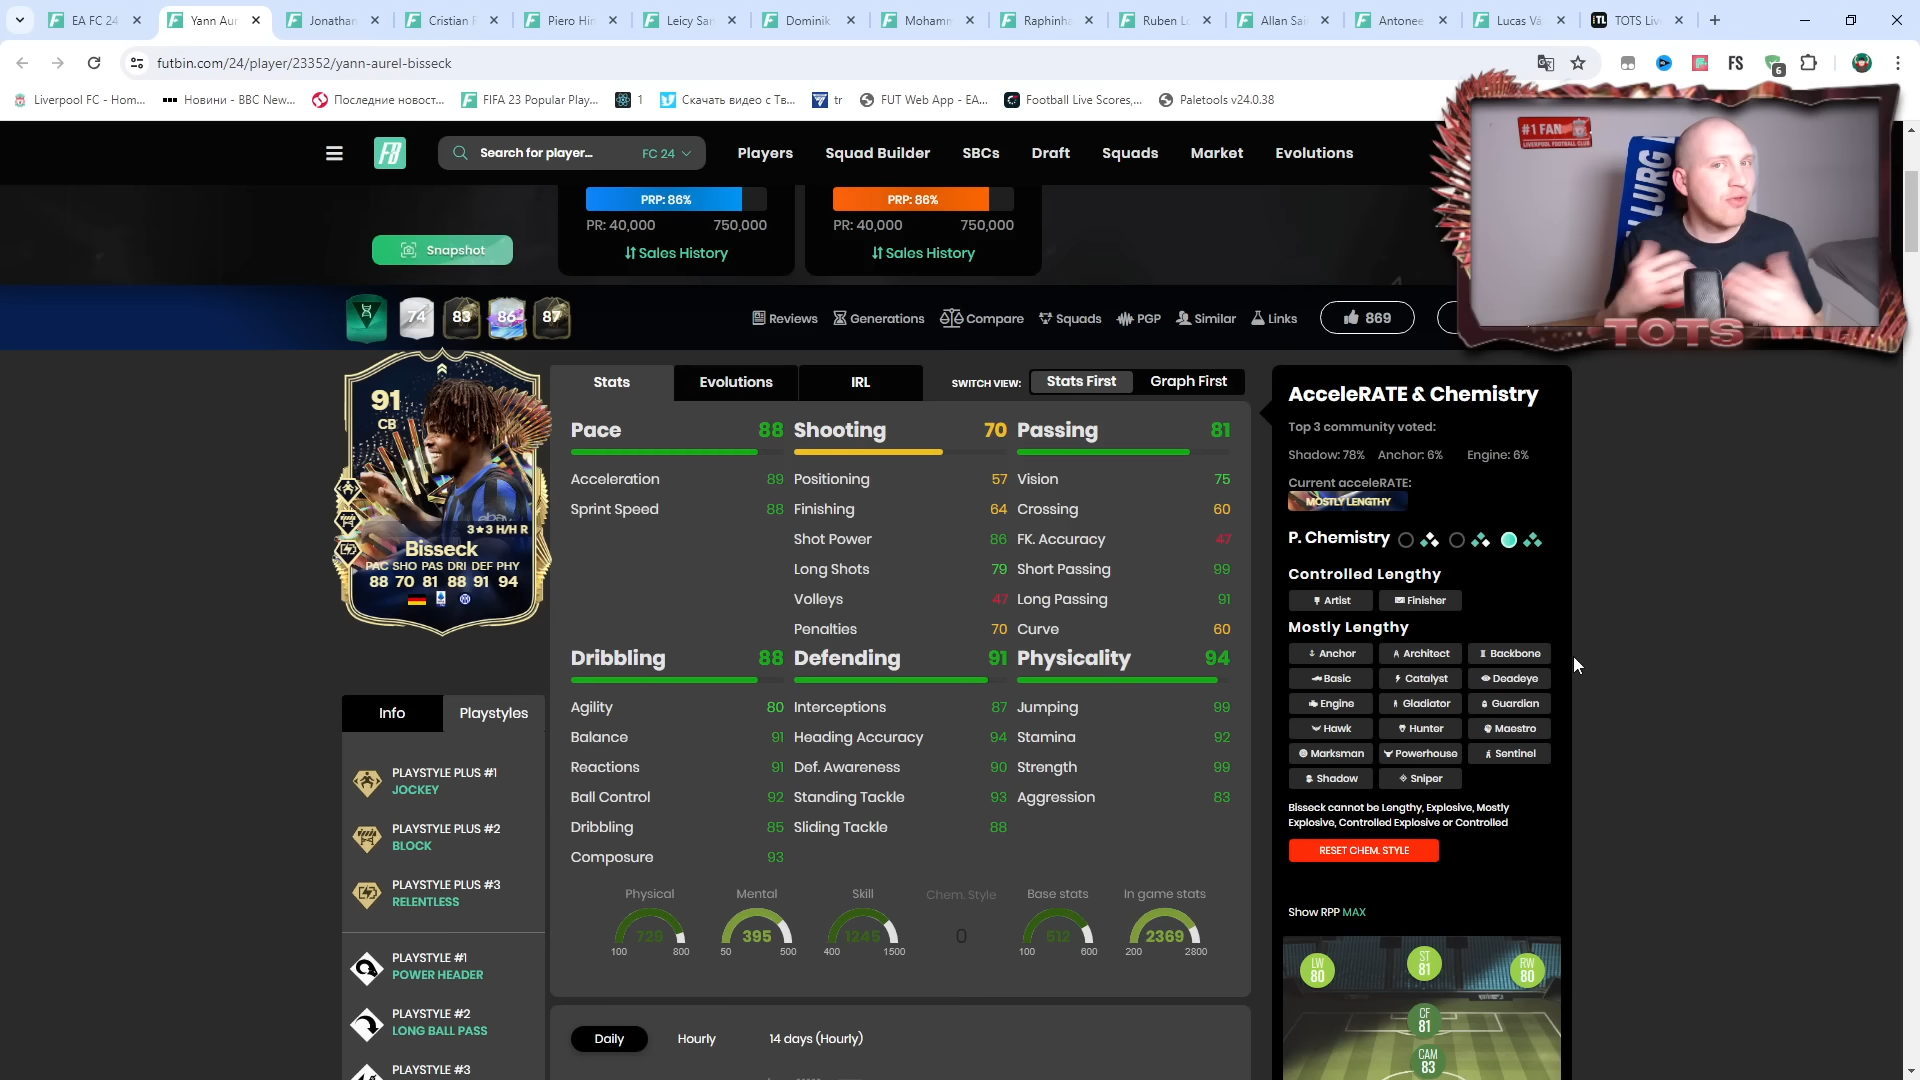 EA FC 24
Yann Aur
Jonathan
Cristian F
Piero Hin
Leicy San
Dominik
Mohamm
Raphinha
Ruben L
Allan Sai
Antonee
Lucas Vá
TOTS Liv
futbin.com/24/player/23352/yann-aurel-bisseck
FS
6
Liverpool FC - Hom...
Новини - BBC New...
Последние новост...
FIFA 23 Popular Play...
1
Скачать видео с Тв...
tr
FUT Web App - EA...
Football Live Scores,...
Paletools v24.0.38
#1 FAN
LIVERPOOL FOOTBALL CLUB
LLURG
TOTS
FB
Search for player...
FC 24
Players
Squad Builder
SBCs
Draft
Squads
Market
Evolutions
PRP: 86%
PR: 40,000 750,000
Sales History
PRP: 86%
PR: 40,000 750,000
Sales History
Snapshot
74
83
86
87
Reviews
Generations
Compare
Squads
PGP
Similar
Links
869
91
CB
3★3 H/H R
Bisseck
PAC SHO PAS DRI DEF PHY
88 70 81 88 91 94
Stats
Evolutions
IRL
SWITCH VIEW:
Stats First
Graph First
Pace 88
Acceleration 89
Sprint Speed 88
Shooting 70
Positioning 57
Finishing 64
Shot Power 86
Long Shots 79
Volleys 47
Penalties 70
Passing 81
Vision 75
Crossing 60
FK. Accuracy 47
Short Passing 99
Long Passing 91
Curve 60
Dribbling 88
Agility 80
Balance 91
Reactions 91
Ball Control 92
Dribbling 85
Composure 93
Defending 91
Interceptions 87
Heading Accuracy 94
Def. Awareness 90
Standing Tackle 93
Sliding Tackle 88
Physicality 94
Jumping 99
Stamina 92
Strength 99
Aggression 83
Physical
729
100 800
Mental
395
50 500
Skill
1245
400 1500
Chem. Style
0
Base stats
512
100 600
In game stats
2369
200 2800
Daily
Hourly
14 days (Hourly)
Info
Playstyles
PLAYSTYLE PLUS #1
JOCKEY
PLAYSTYLE PLUS #2
BLOCK
PLAYSTYLE PLUS #3
RELENTLESS
PLAYSTYLE #1
POWER HEADER
PLAYSTYLE #2
LONG BALL PASS
PLAYSTYLE #3
AcceleRATE & Chemistry
Top 3 community voted:
Shadow: 78% Anchor: 6% Engine: 6%
Current acceleRATE:
MOSTLY LENGTHY
P. Chemistry
Controlled Lengthy
Artist
Finisher
Mostly Lengthy
Anchor
Architect
Backbone
Basic
Catalyst
Deadeye
Engine
Gladiator
Guardian
Hawk
Hunter
Maestro
Marksman
Powerhouse
Sentinel
Shadow
Sniper
Bisseck cannot be Lengthy, Explosive, Mostly
Explosive, Controlled Explosive or Controlled
RESET CHEM. STYLE
Show RPP MAX
LW
80
ST
81
RW
80
CF
81
CAM
83